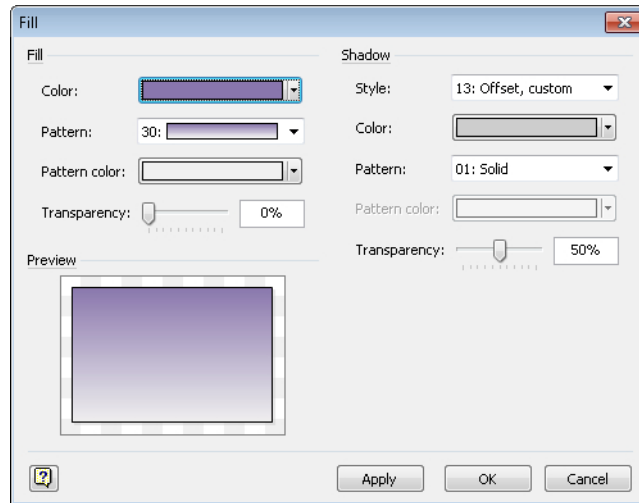 Fill
Fill
Color:
Pattern: 30:
Pattern color:
Transparency: 0%
Preview
Shadow
Style: 13: Offset, custom
Color:
Pattern: 01: Solid
Pattern color:
Transparency: 50%
Apply OK Cancel